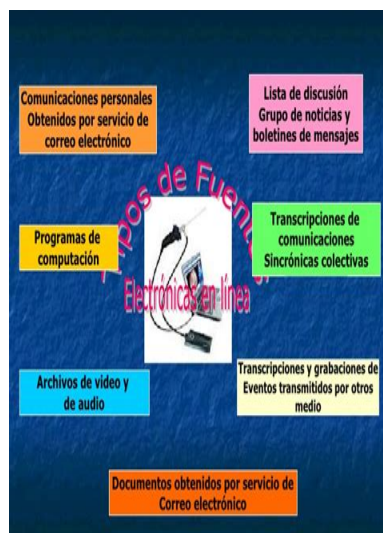 Comunicaciones personales
Obtenidos por servicio de
correo electrónico
Lista de discusión
Grupo de noticias y
boletines de mensajes
Tipos de Fuentes
Electrónicas en línea
Programas de
computación
Transcripciones de
comunicaciones
Sincrónicas colectivas
Archivos de video y
de audio
Transcripciones y grabaciones de
Eventos transmitidos por otros
medio
Documentos obtenidos por servicio de
Correo electrónico